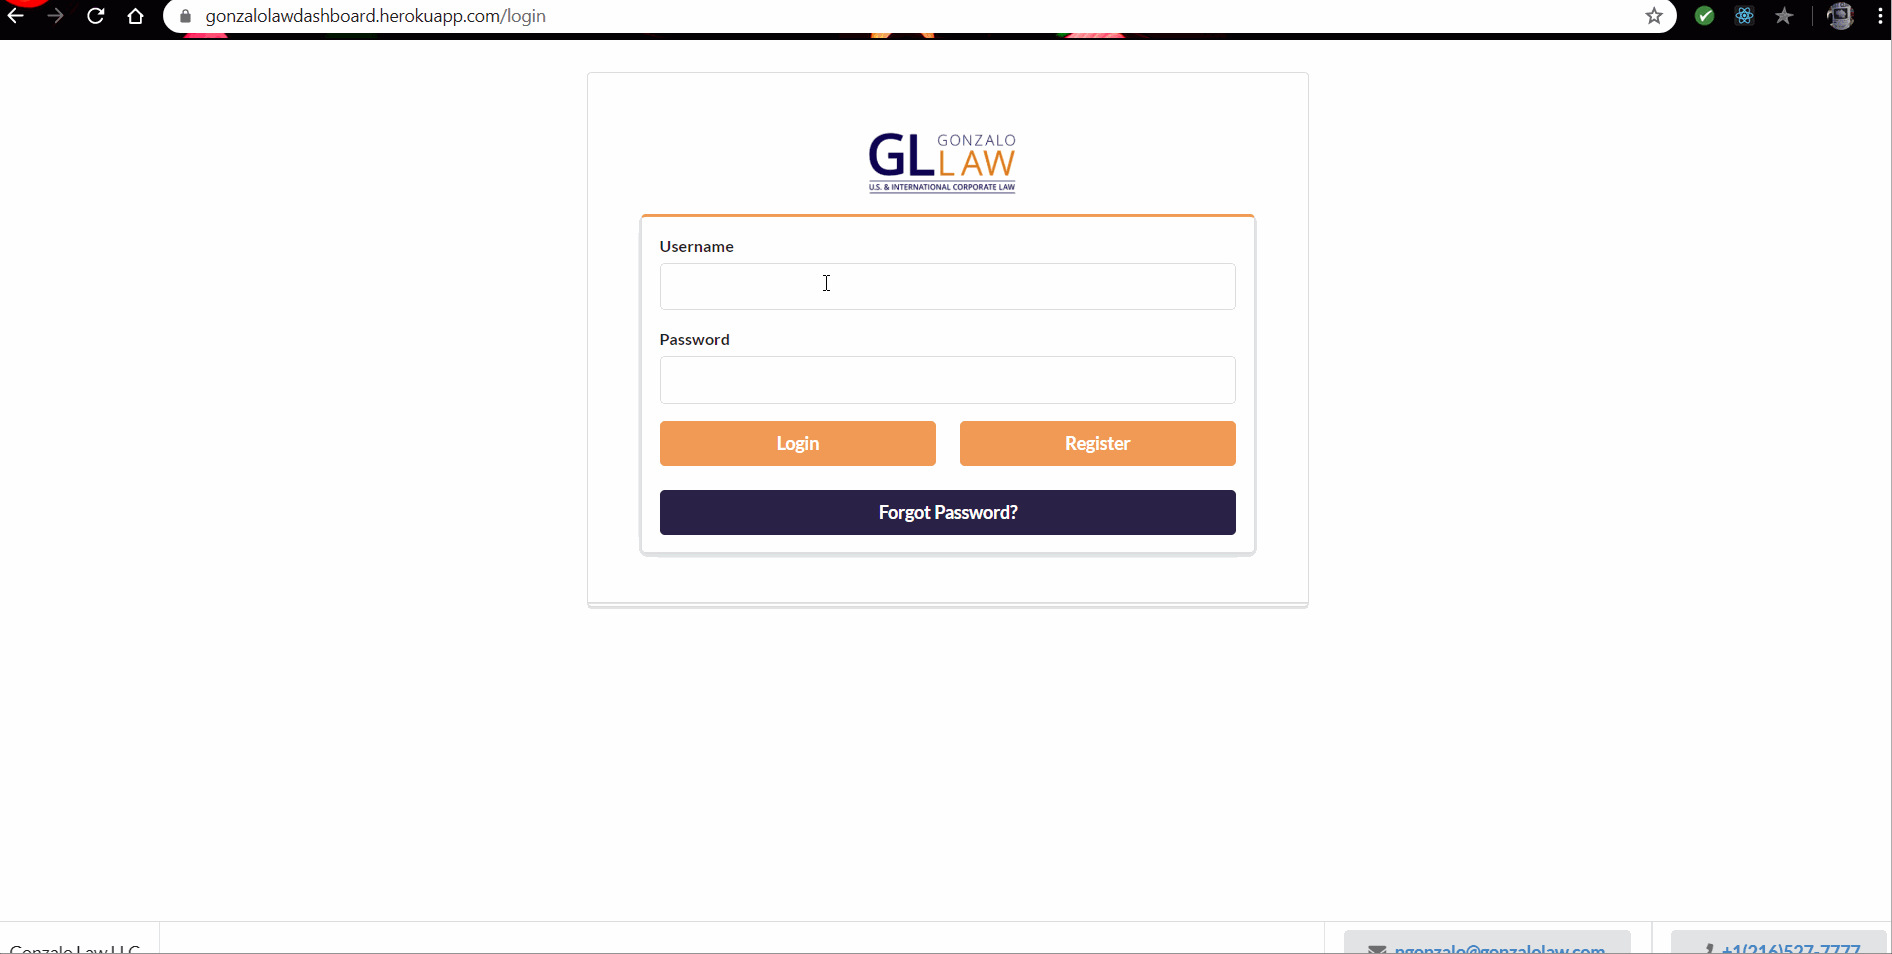 gonzalolawdashboard.herokuapp.com/login
GL GONZALO
LAW
U.S. & INTERNATIONAL CORPORATE LAW
Username
Password
Login Register
Forgot Password?
Gonzalo Law LLC
ngonzalo@gonzalolaw.com
+1(216)527-7777